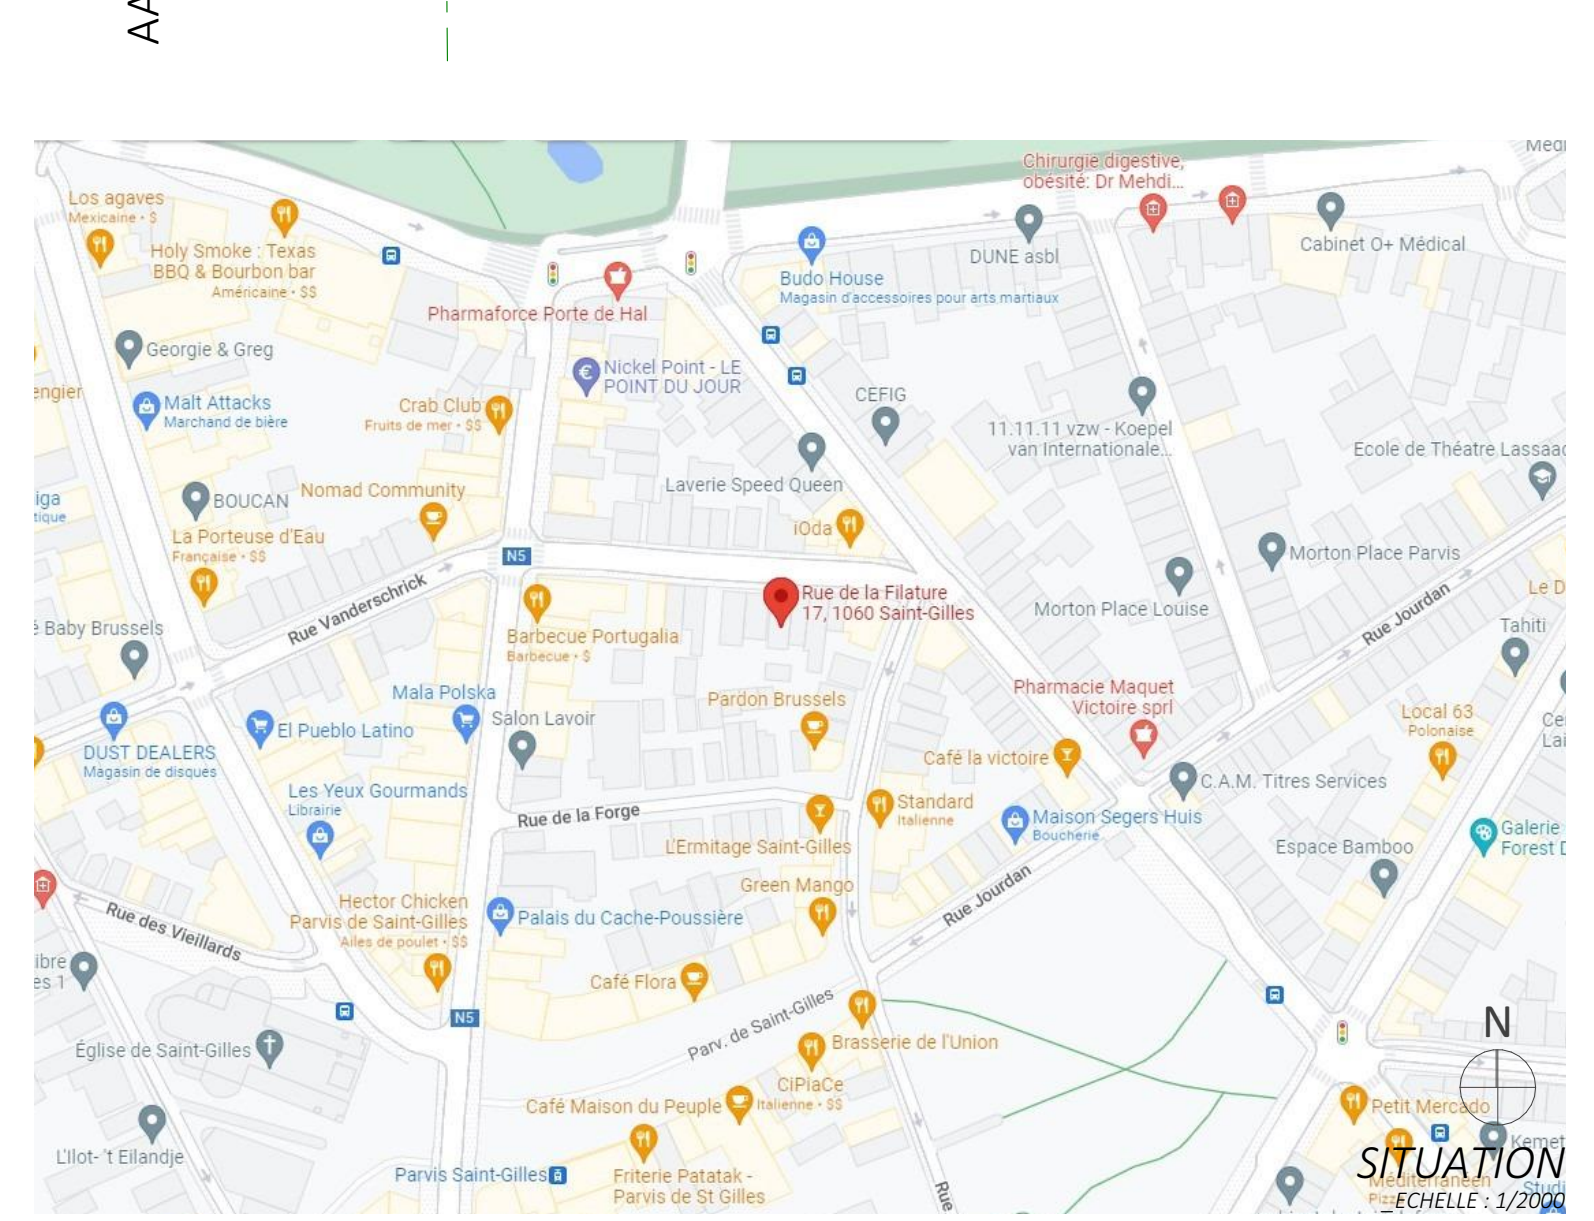 AA
Los agaves
Mexicaine • $
Holy Smoke : Texas
BBQ & Bourbon bar
Américaine • $$
Pharmaforce Porte de Hal
Budo House
Magasin d'accessoires pour arts martiaux
DUNE asbl
Chirurgie digestive,
obésité: Dr Mehdi...
Cabinet O+ Médical
Georgie & Greg
Malt Attacks
Marchand de bière
Crab Club
Fruits de mer • $$
Nickel Point - LE
POINT DU JOUR
CEFIG
11.11.11 vzw - Koepel
van Internationale...
Ecole de Théatre Lassaad
BOUCAN
Nomad Community
Laverie Speed Queen
La Porteuse d'Eau
Française • $$
iOda
N5
Morton Place Parvis
Rue Vanderschrick
Rue de la Filature
17, 1060 Saint-Gilles
Morton Place Louise
Rue Jourdan
Le D
Baby Brussels
Barbecue Portugalia
Barbecue • $
Tahiti
Mala Polska
Pardon Brussels
Pharmacie Maquet
Victoire sprl
El Pueblo Latino
Salon Lavoir
Local 63
Polonaise
DUST DEALERS
Magasin de disques
Café la victoire
C.A.M. Titres Services
Les Yeux Gourmands
Librairie
Rue de la Forge
Standard
Italienne
Maison Segers Huis
Boucherie
L'Ermitage Saint-Gilles
Espace Bamboo
Galerie
Forest
Green Mango
Rue Jourdan
Hector Chicken
Parvis de Saint-Gilles
Ailes de poulet • $$
Palais du Cache-Poussière
Rue des Vieillards
Café Flora
N5
Parv. de Saint-Gilles
Église de Saint-Gilles
Brasserie de l'Union
N
CiPiaCe
Italienne • $$
Café Maison du Peuple
Petit Mercado
L'Ilot- 't Eilandje
Kemet
Parvis Saint-Gilles
Friterie Patatak -
Parvis de St Gilles
Rue
Méditerranéen
SITUATION
_ECHELLE : 1/2000